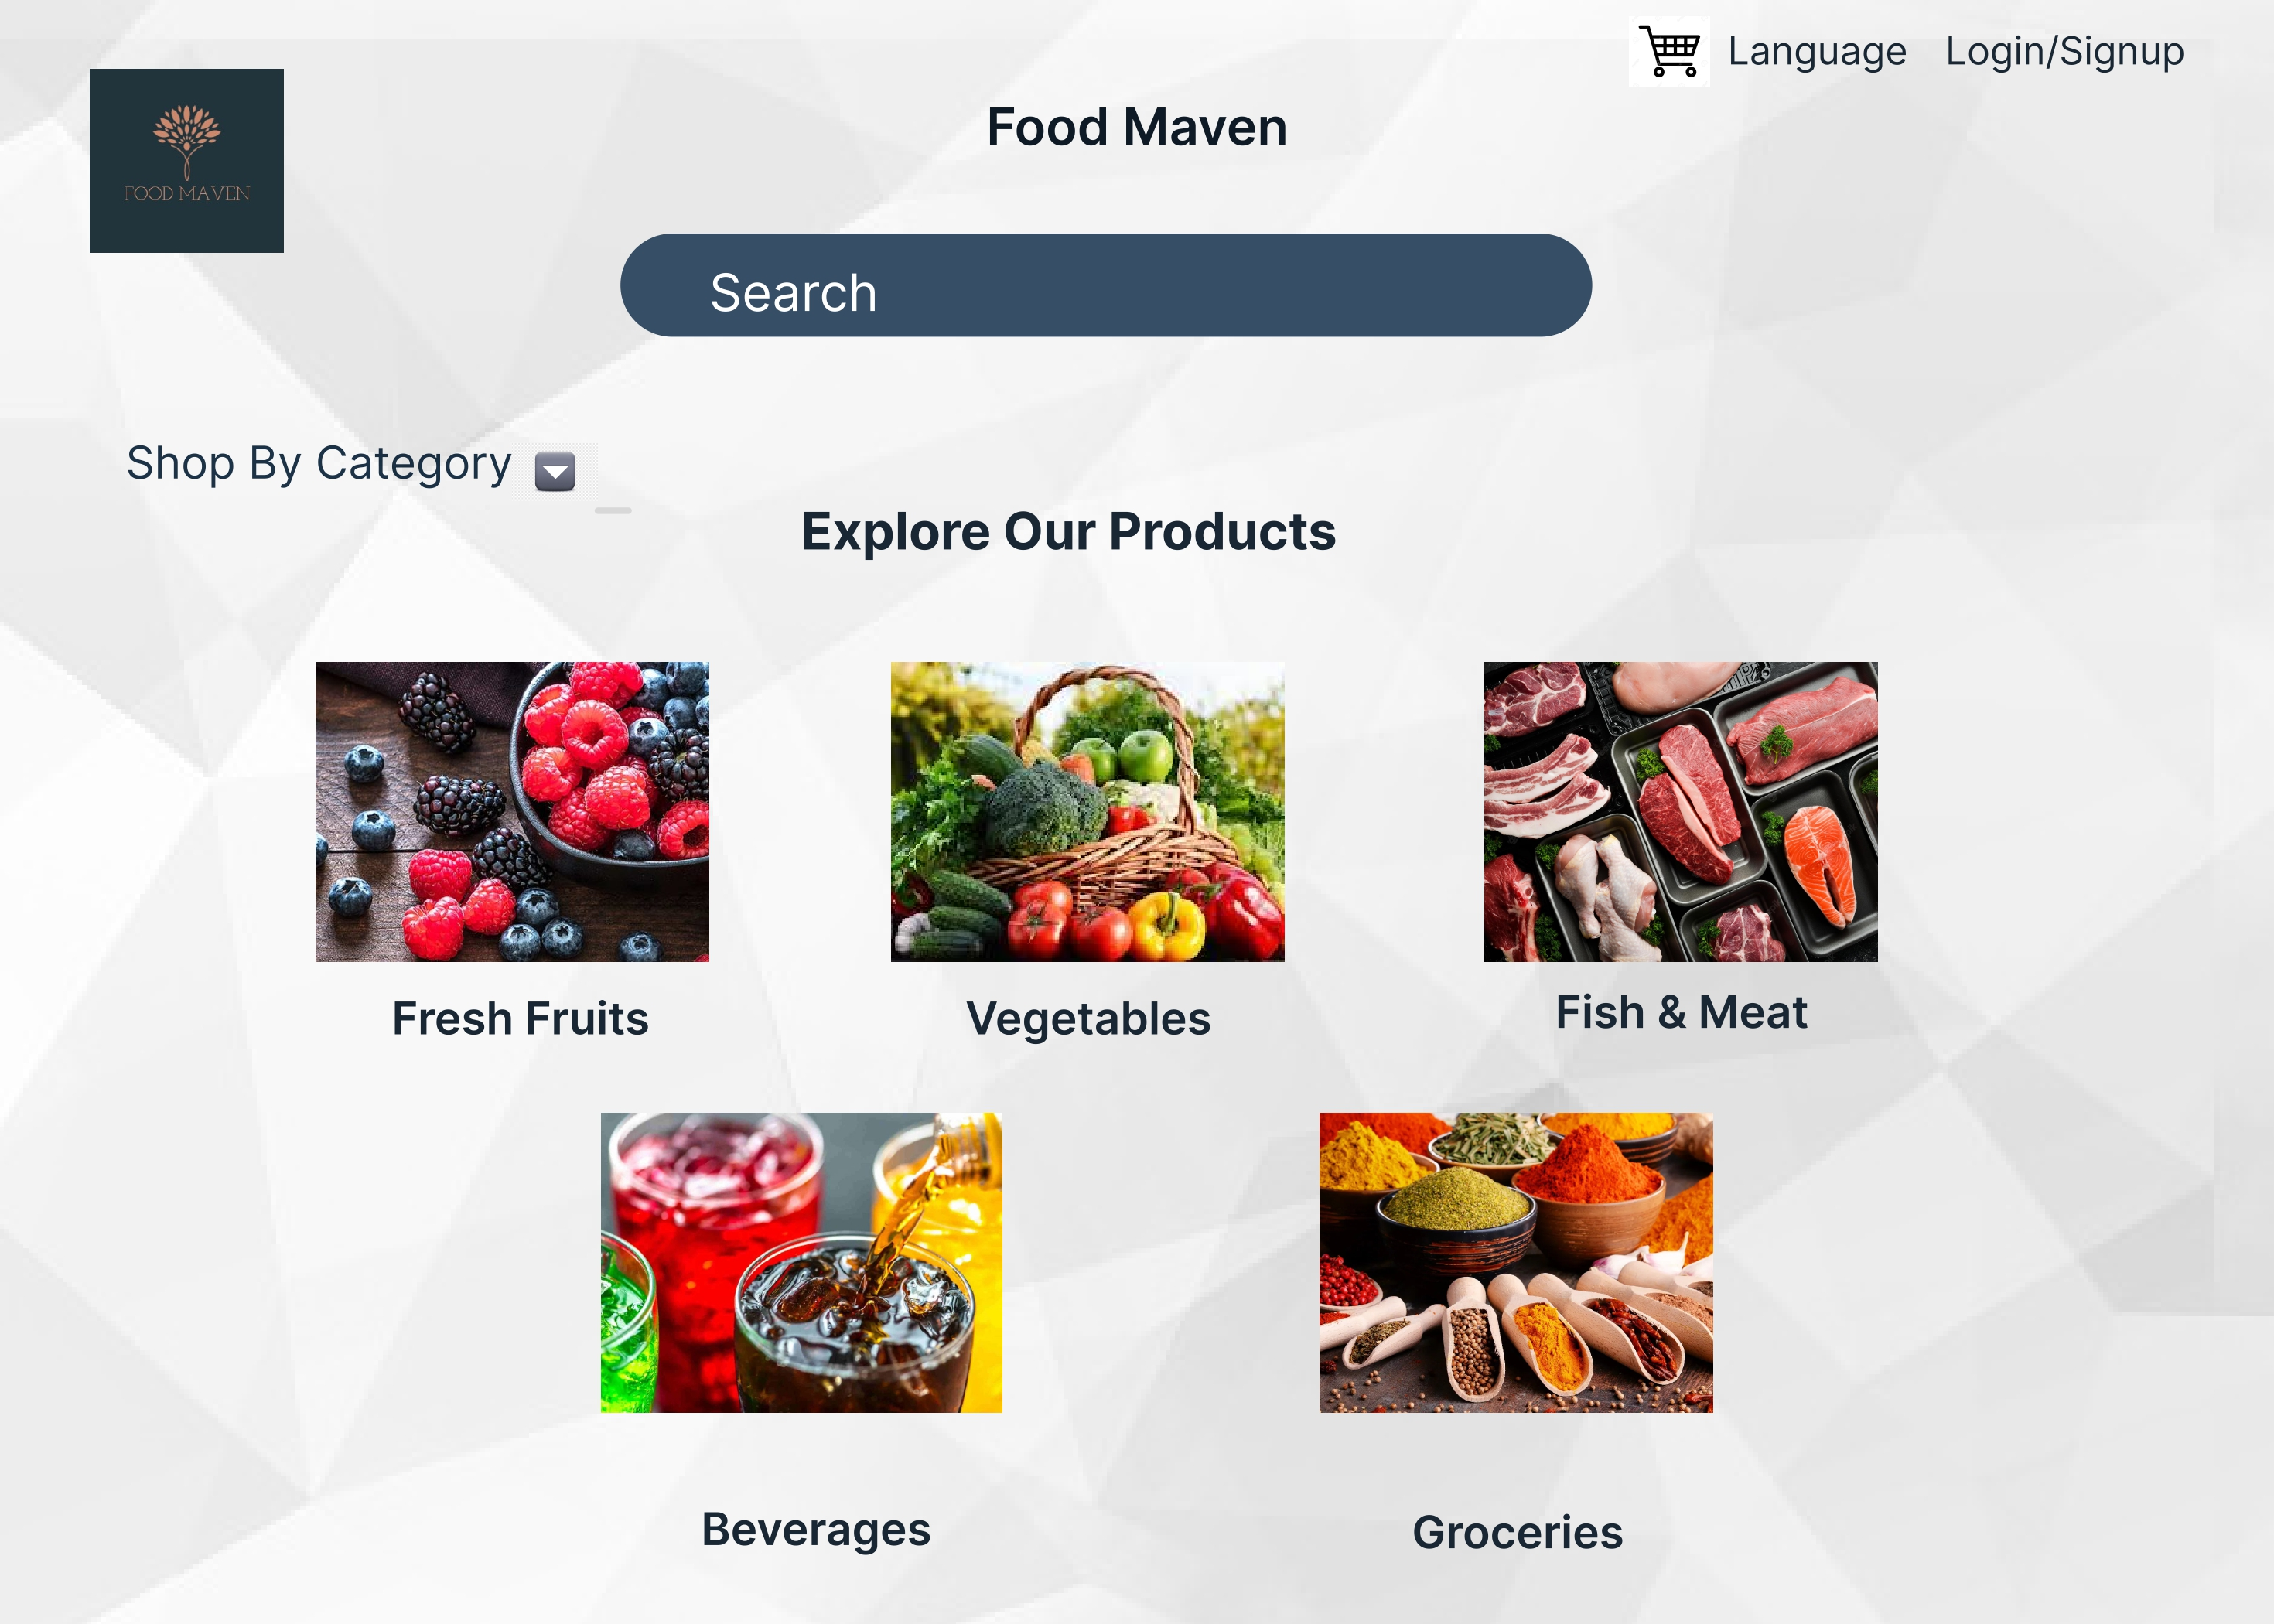 Language Login/Signup
FOOD MAVEN
Food Maven
Search
Shop By Category
Explore Our Products
Fresh Fruits
Vegetables
Fish & Meat
Beverages
Groceries